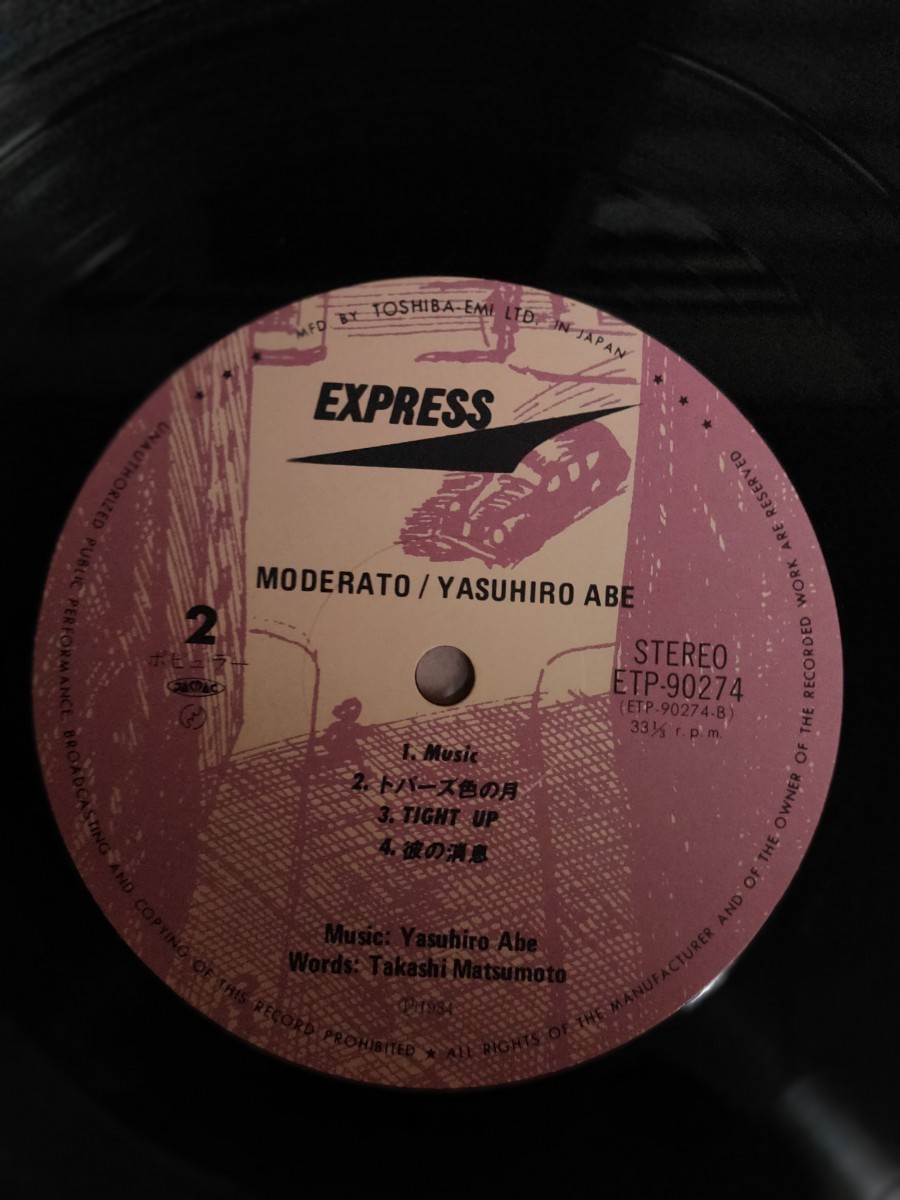 MFD BY TOSHIBA-EMI LTD. IN JAPAN
EXPRESS
MODERATO / YASUHIRO ABE
2
ポピュラー
STEREO
ETP-90274
(ETP-90274-B)
33⅓ r.p.m.
1. Music
2. トパーズ色の月
3. TIGHT UP
4. 彼の消息
Music: Yasuhiro Abe
Words: Takashi Matsumoto
Ⓟ1984
UNAUTHORIZED PUBLIC PERFORMANCE BROADCASTING AND COPYING OF THIS RECORD PROHIBITED ★ ALL RIGHTS OF THE MANUFACTURER AND OF THE OWNER OF THE RECORDED WORK ARE RESERVED